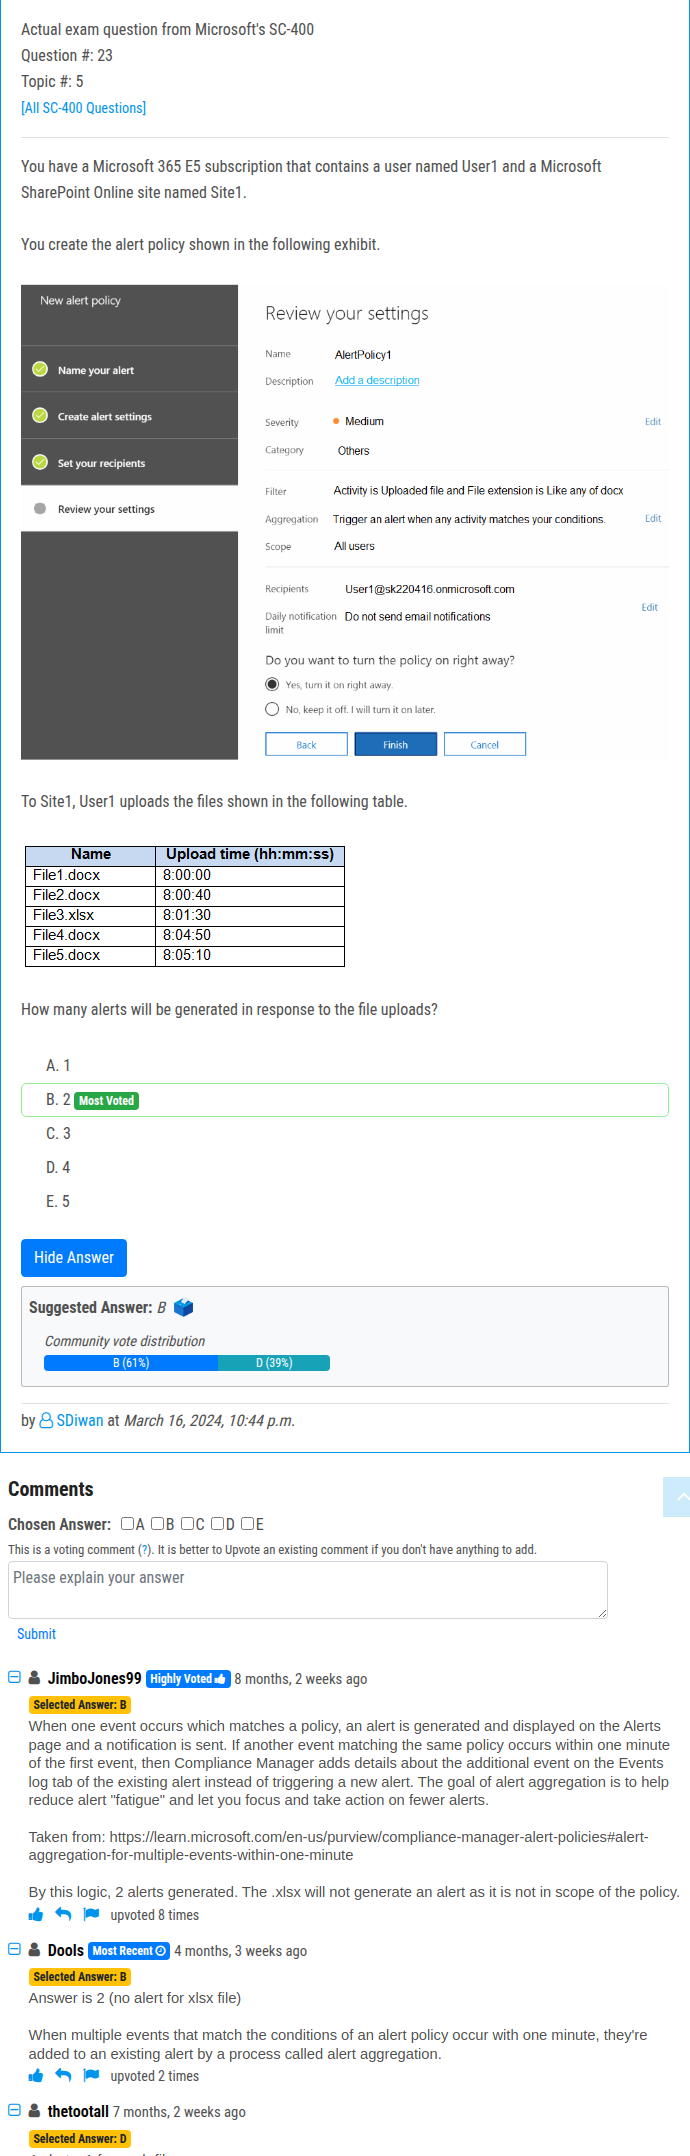 Actual exam question from Microsoft's SC-400
Question #: 23
Topic #: 5
[All SC-400 Questions]
You have a Microsoft 365 E5 subscription that contains a user named User1 and a Microsoft
SharePoint Online site named Site1.
You create the alert policy shown in the following exhibit.
New alert policy
Name your alert
Create alert settings
Set your recipients
Review your settings
Review your settings
Name AlertPolicy1
Description Add a description
Severity Medium Edit
Category Others
Filter Activity is Uploaded file and File extension is Like any of docx
Aggregation Trigger an alert when any activity matches your conditions. Edit
Scope All users
Recipients User1@sk220416.onmicrosoft.com
Edit
Daily notification Do not send email notifications
limit
Do you want to turn the policy on right away?
Yes, turn it on right away.
No, keep it off. I will turn it on later.
Back Finish Cancel
To Site1, User1 uploads the files shown in the following table.
Name Upload time (hh:mm:ss)
File1.docx 8:00:00
File2.docx 8:00:40
File3.xlsx 8:01:30
File4.docx 8:04:50
File5.docx 8:05:10
How many alerts will be generated in response to the file uploads?
A. 1
B. 2 Most Voted
C. 3
D. 4
E. 5
Hide Answer
Suggested Answer: B
Community vote distribution
B (61%) D (39%)
by SDiwan at March 16, 2024, 10:44 p.m.
Comments
Chosen Answer: A B C D E
This is a voting comment (?). It is better to Upvote an existing comment if you don't have anything to add.
Please explain your answer
Submit
JimboJones99 Highly Voted 8 months, 2 weeks ago
Selected Answer: B
When one event occurs which matches a policy, an alert is generated and displayed on the Alerts
page and a notification is sent. If another event matching the same policy occurs within one minute
of the first event, then Compliance Manager adds details about the additional event on the Events
log tab of the existing alert instead of triggering a new alert. The goal of alert aggregation is to help
reduce alert "fatigue" and let you focus and take action on fewer alerts.
Taken from: https://learn.microsoft.com/en-us/purview/compliance-manager-alert-policies#alert-
aggregation-for-multiple-events-within-one-minute
By this logic, 2 alerts generated. The .xlsx will not generate an alert as it is not in scope of the policy.
upvoted 8 times
Dools Most Recent 4 months, 3 weeks ago
Selected Answer: B
Answer is 2 (no alert for xlsx file)
When multiple events that match the conditions of an alert policy occur with one minute, they're
added to an existing alert by a process called alert aggregation.
upvoted 2 times
thetootall 7 months, 2 weeks ago
Selected Answer: D